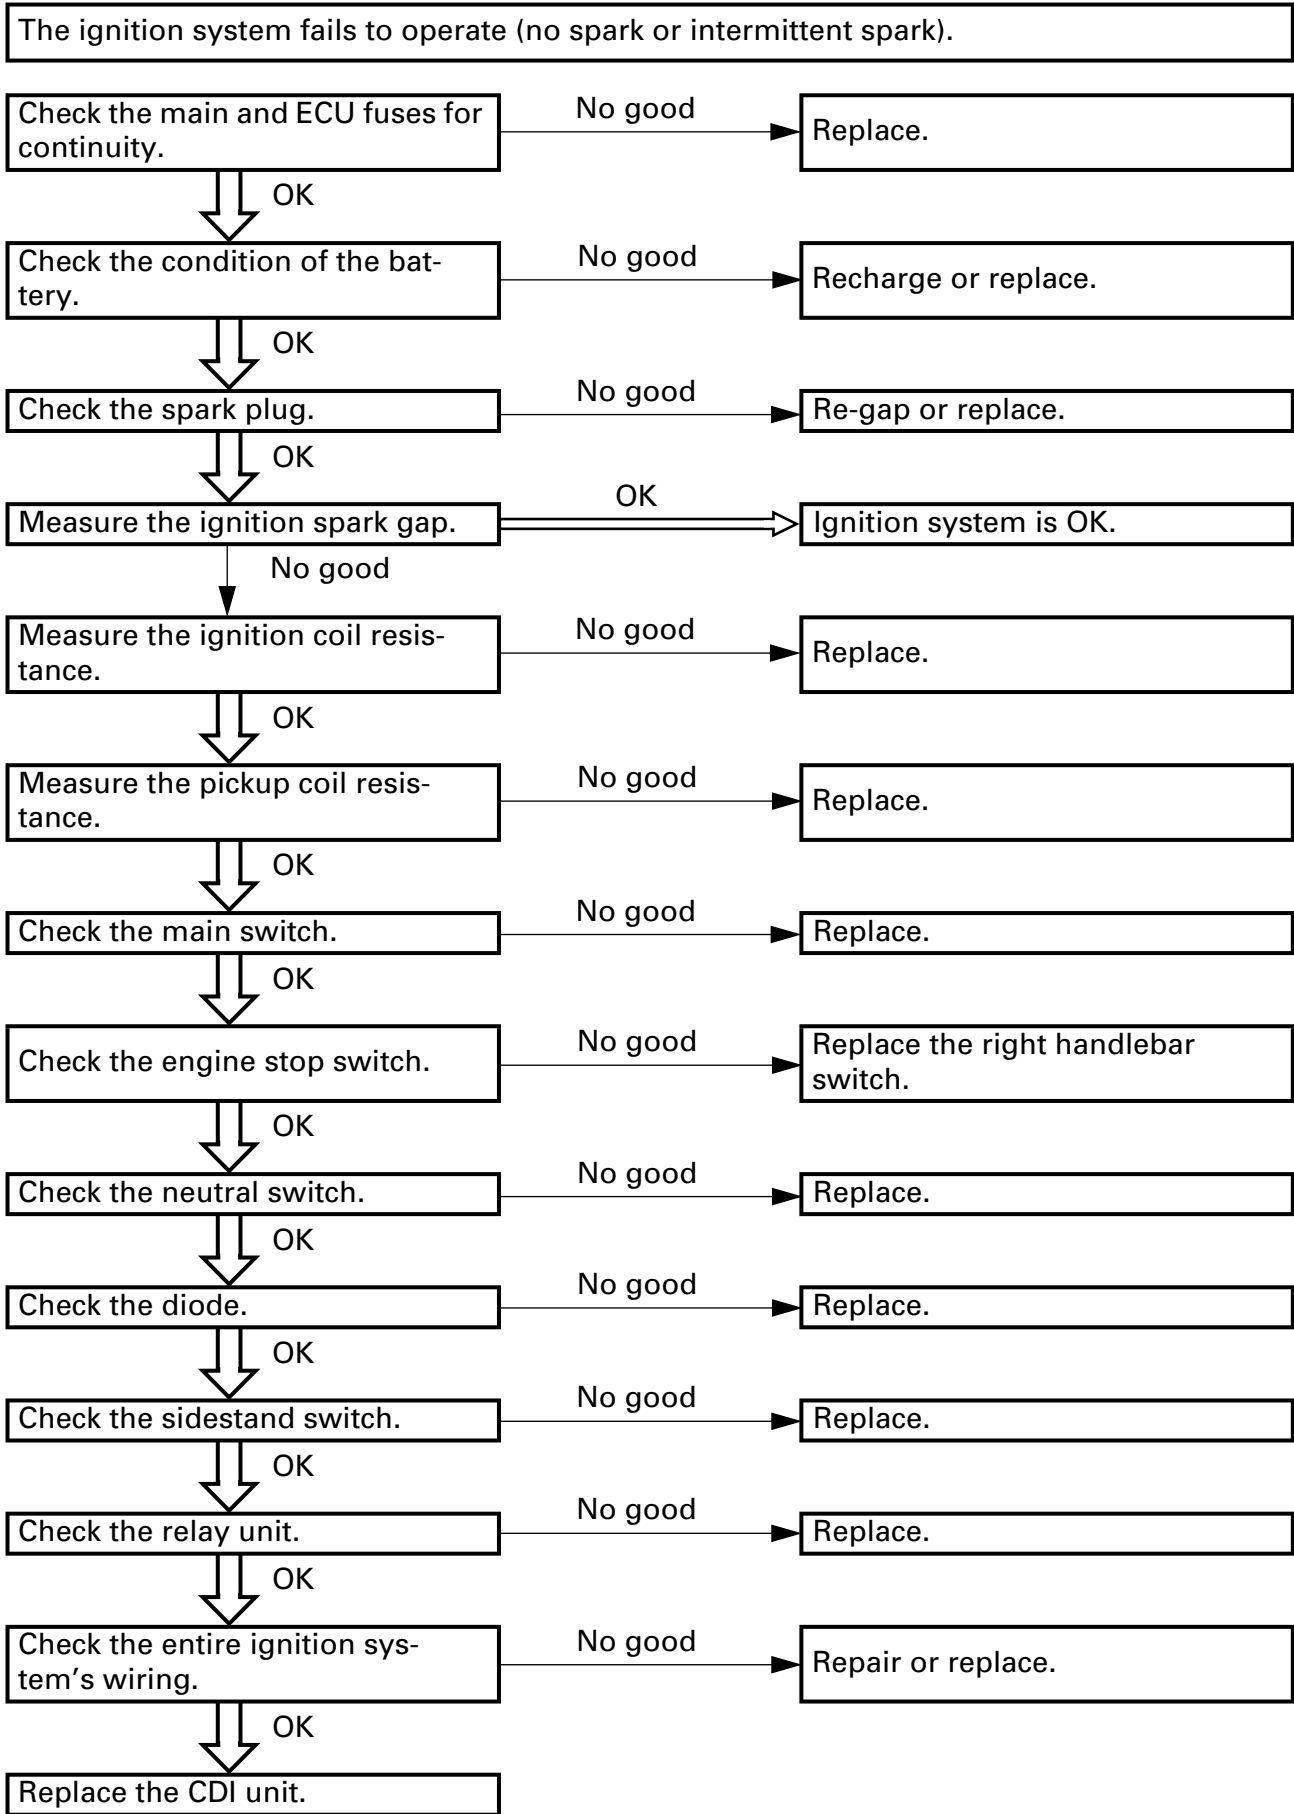 The ignition system fails to operate (no spark or intermittent spark).
Check the main and ECU fuses for
continuity.
No good
Replace.
OK
Check the condition of the bat-
tery.
No good
Recharge or replace.
OK
Check the spark plug.
No good
Re-gap or replace.
OK
Measure the ignition spark gap.
OK
Ignition system is OK.
No good
Measure the ignition coil resis-
tance.
No good
Replace.
OK
Measure the pickup coil resis-
tance.
No good
Replace.
OK
Check the main switch.
No good
Replace.
OK
Check the engine stop switch.
No good
Replace the right handlebar
switch.
OK
Check the neutral switch.
No good
Replace.
OK
Check the diode.
No good
Replace.
OK
Check the sidestand switch.
No good
Replace.
OK
Check the relay unit.
No good
Replace.
OK
Check the entire ignition sys-
tem's wiring.
No good
Repair or replace.
OK
Replace the CDI unit.